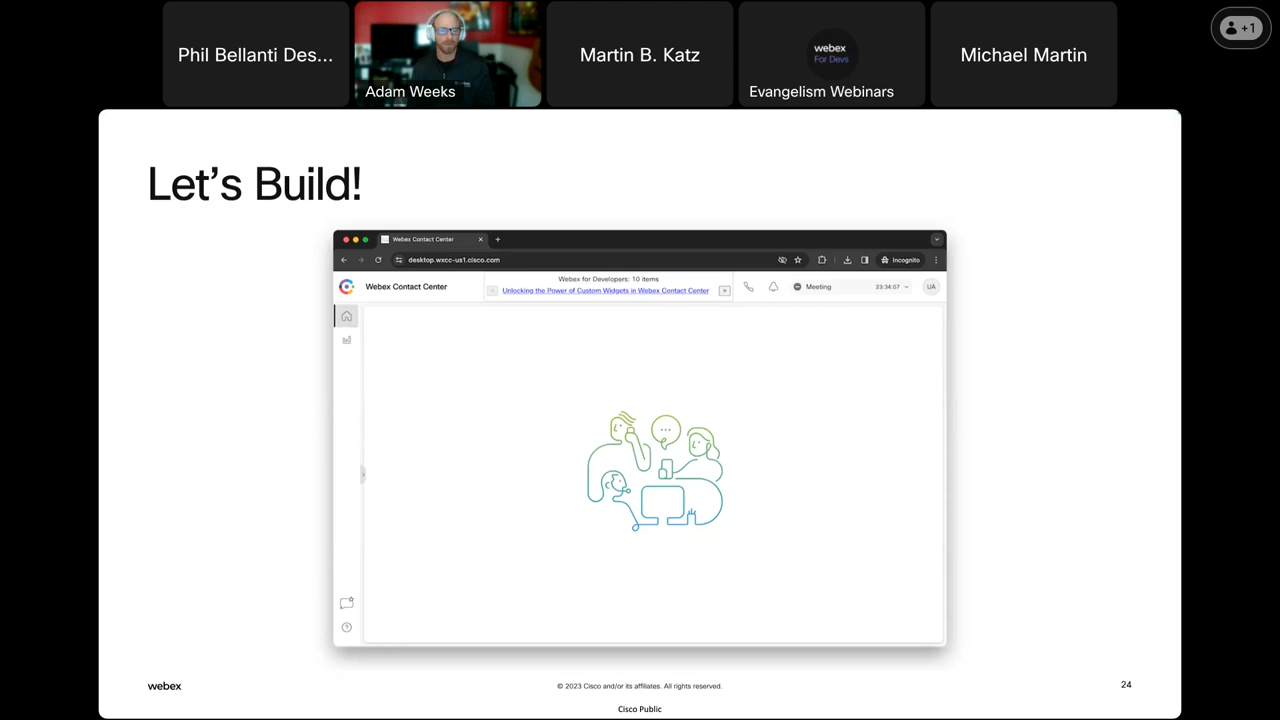 Phil Bellanti Des...
Adam Weeks
Martin B. Katz
webex
For Devs
Evangelism Webinars
Michael Martin
+1
Let's Build!
Webex Contact Center
desktop.wxcc-us1.cisco.com
Incognito
Webex Contact Center
Webex for Developers: 10 items
Unlocking the Power of Custom Widgets in Webex Contact Center
Meeting
23:34:07
UA
webex
© 2023 Cisco and/or its affiliates. All rights reserved.
24
Cisco Public